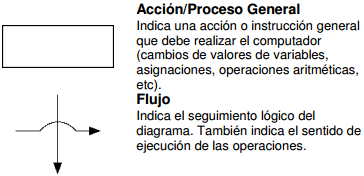 Acción/Proceso General
Indica una acción o instrucción general
que debe realizar el computador
(cambios de valores de variables,
asignaciones, operaciones aritméticas,
etc).
Flujo
Indica el seguimiento lógico del
diagrama. También indica el sentido de
ejecución de las operaciones.